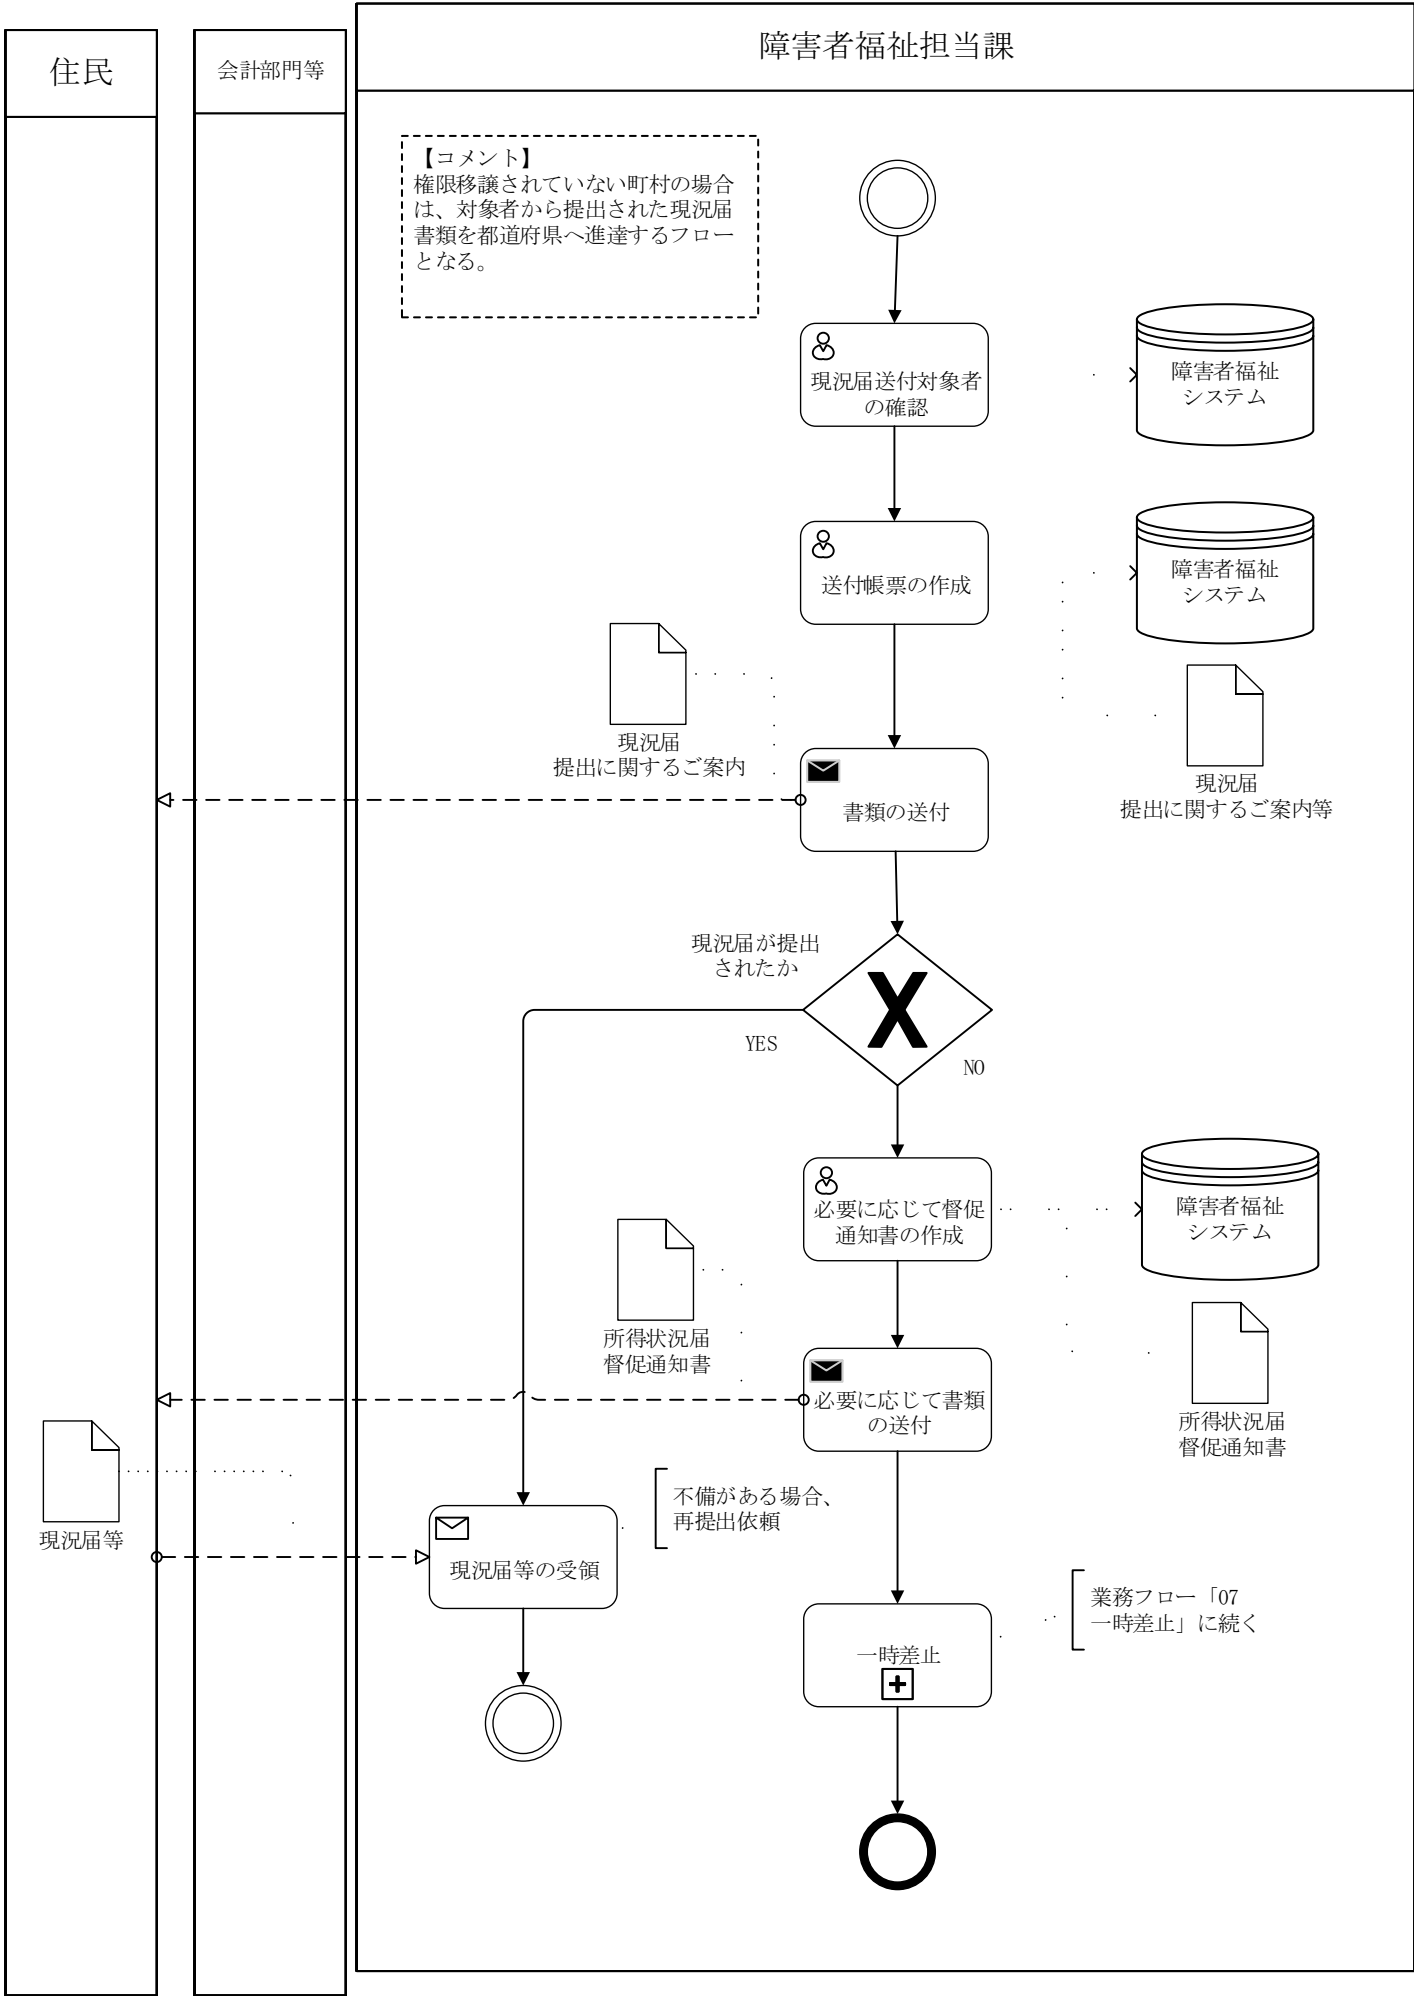 住民
会計部門等
障害者福祉担当課
【コメント】
権限移譲されていない町村の場合
は、対象者から提出された現況届
書類を都道府県へ進達するフロー
となる。
現況届送付対象者
の確認
障害者福祉
システム
送付帳票の作成
障害者福祉
システム
現況届
提出に関するご案内
現況届
提出に関するご案内等
書類の送付
現況届が提出
されたか
YES
NO
必要に応じて督促
通知書の作成
障害者福祉
システム
所得状況届
督促通知書
必要に応じて書類
の送付
所得状況届
督促通知書
現況届等
不備がある場合、
再提出依頼
現況届等の受領
業務フロー「07
一時差止」に続く
一時差止